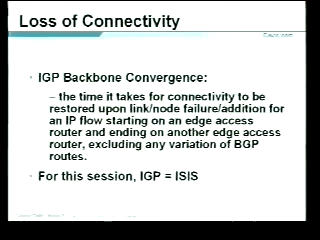 Loss of Connectivity
Cisco.com
· IGP Backbone Convergence:
– the time it takes for connectivity to be
restored upon link/node failure/addition for
an IP flow starting on an edge access
router and ending on another edge access
router, excluding any variation of BGP
routes.
· For this session, IGP = ISIS